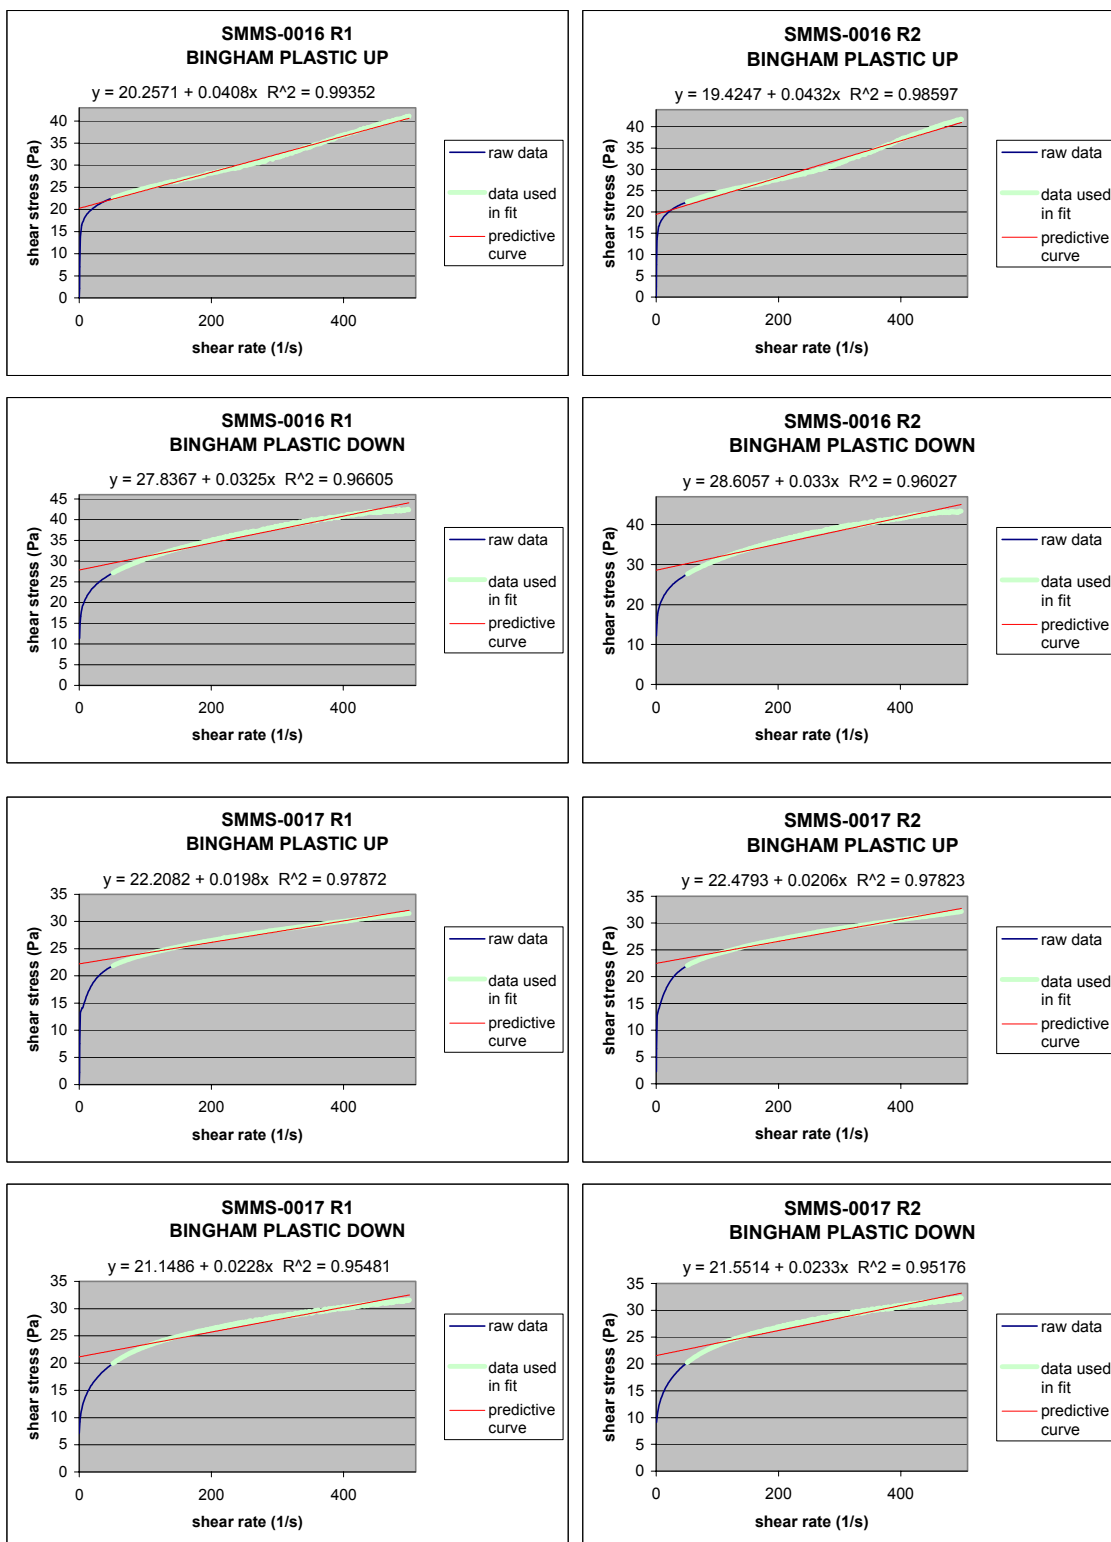 SMMS-0016 R1
BINGHAM PLASTIC UP
y = 20.2571 + 0.0408x R^2 = 0.99352
shear stress (Pa)
40
35
30
25
20
15
10
5
0
0 200 400
shear rate (1/s)
raw data
data used
in fit
predictive
curve
SMMS-0016 R2
BINGHAM PLASTIC UP
y = 19.4247 + 0.0432x R^2 = 0.98597
shear stress (Pa)
40
35
30
25
20
15
10
5
0
0 200 400
shear rate (1/s)
raw data
data used
in fit
predictive
curve
SMMS-0016 R1
BINGHAM PLASTIC DOWN
y = 27.8367 + 0.0325x R^2 = 0.96605
shear stress (Pa)
45
40
35
30
25
20
15
10
5
0
0 200 400
shear rate (1/s)
raw data
data used
in fit
predictive
curve
SMMS-0016 R2
BINGHAM PLASTIC DOWN
y = 28.6057 + 0.033x R^2 = 0.96027
shear stress (Pa)
40
30
20
10
0
0 200 400
shear rate (1/s)
raw data
data used
in fit
predictive
curve
SMMS-0017 R1
BINGHAM PLASTIC UP
y = 22.2082 + 0.0198x R^2 = 0.97872
shear stress (Pa)
35
30
25
20
15
10
5
0
0 200 400
shear rate (1/s)
raw data
data used
in fit
predictive
curve
SMMS-0017 R2
BINGHAM PLASTIC UP
y = 22.4793 + 0.0206x R^2 = 0.97823
shear stress (Pa)
35
30
25
20
15
10
5
0
0 200 400
shear rate (1/s)
raw data
data used
in fit
predictive
curve
SMMS-0017 R1
BINGHAM PLASTIC DOWN
y = 21.1486 + 0.0228x R^2 = 0.95481
shear stress (Pa)
35
30
25
20
15
10
5
0
0 200 400
shear rate (1/s)
raw data
data used
in fit
predictive
curve
SMMS-0017 R2
BINGHAM PLASTIC DOWN
y = 21.5514 + 0.0233x R^2 = 0.95176
shear stress (Pa)
35
30
25
20
15
10
5
0
0 200 400
shear rate (1/s)
raw data
data used
in fit
predictive
curve